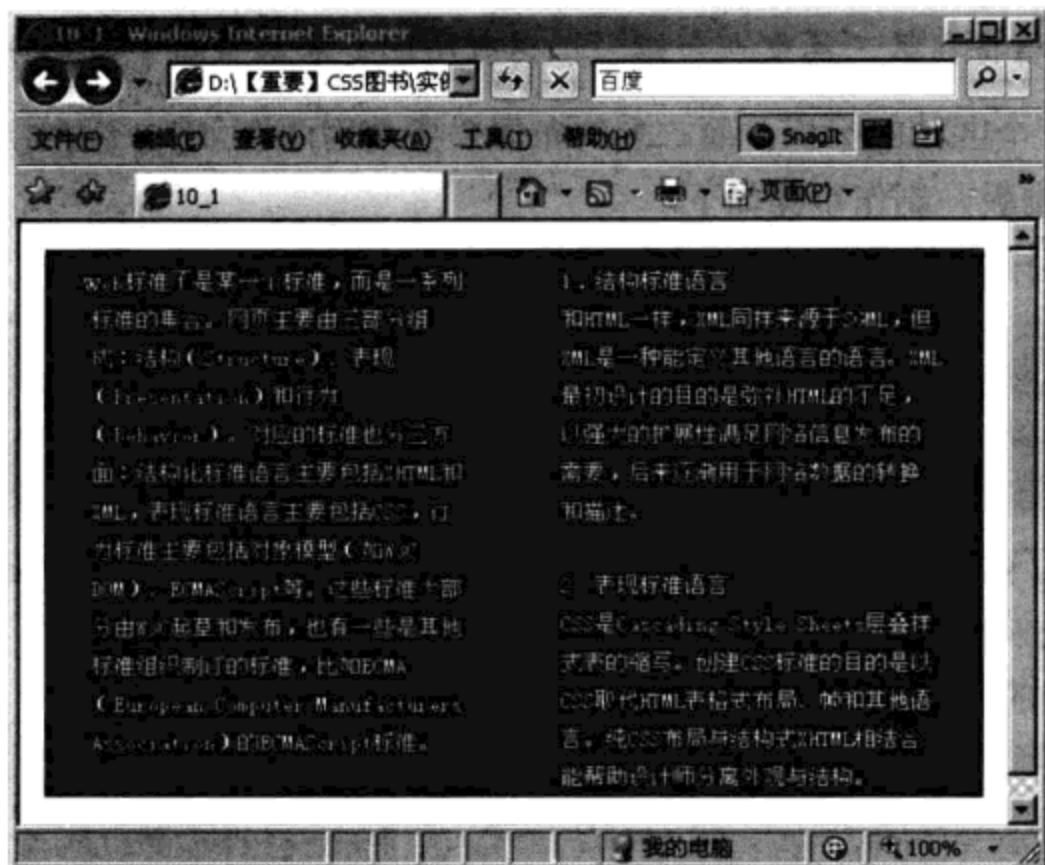 10_1 - Windows Internet Explorer
D:\【重要】CSS图书\实例
百度
文件(F) 编辑(E) 查看(V) 收藏夹(A) 工具(T) 帮助(H) SnagIt
10_1 页面(P)
标准不是某一个标准，而是一系列
标准的集合。网页主要由三部分组
成：结构（Structure）、表现
（Presentation）和行为
（Behavior）。对应的标准也分三方
面：结构化标准语言主要包括XHTML和
XML，表现标准语言主要包括CSS，行
为标准主要包括对象模型（如W3C
DOM）、ECMAScript等。这些标准大部
分由W3C起草和发布，也有一些是其他
标准组织制订的标准，比如ECMA
（European Computer Manufacturers
Association）的ECMAScript标准。
1．结构标准语言
和HTML一样，XML同样来源于SGML，但
XML是一种能定义其他语言的语言。XML
最初设计的目的是弥补HTML的不足，
以强大的扩展性满足网络信息发布的
需要，后来逐渐用于网络数据的转换
和描述。
2 表现标准语言
CSS是Cascading Style Sheets层叠样
式表的缩写。创建CSS标准的目的是以
CSS取代HTML表格式布局、帧和其他语
言。纯CSS布局与结构式XHTML相结合
能帮助设计师分离外观与结构。
我的电脑 100%